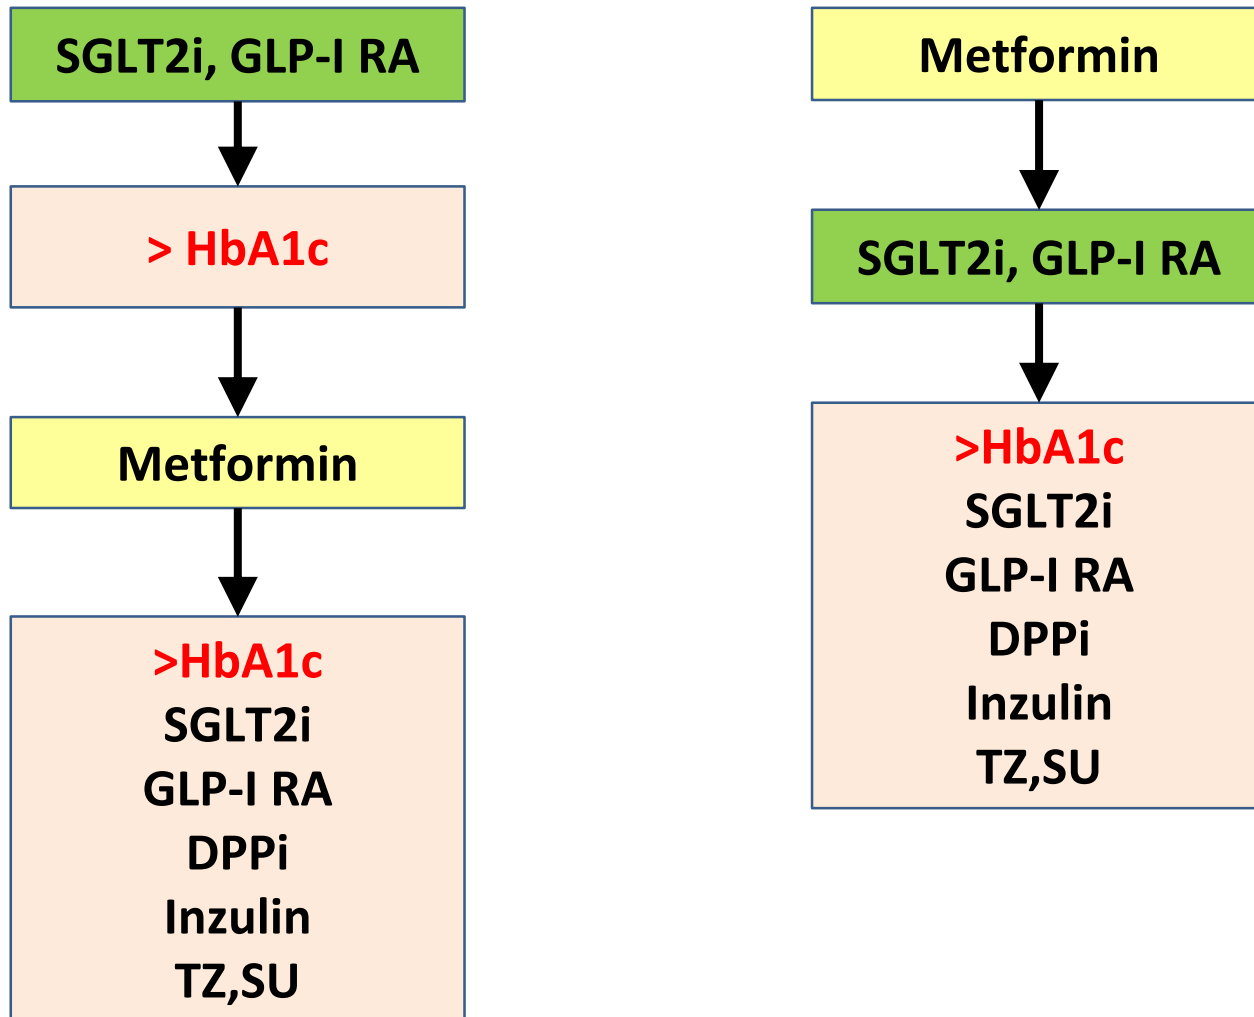 SGLT2i, GLP-I RA
> HbA1c
Metformin
>HbA1c
SGLT2i
GLP-I RA
DPPi
Inzulin
TZ,SU
Metformin
SGLT2i, GLP-I RA
>HbA1c
SGLT2i
GLP-I RA
DPPi
Inzulin
TZ,SU